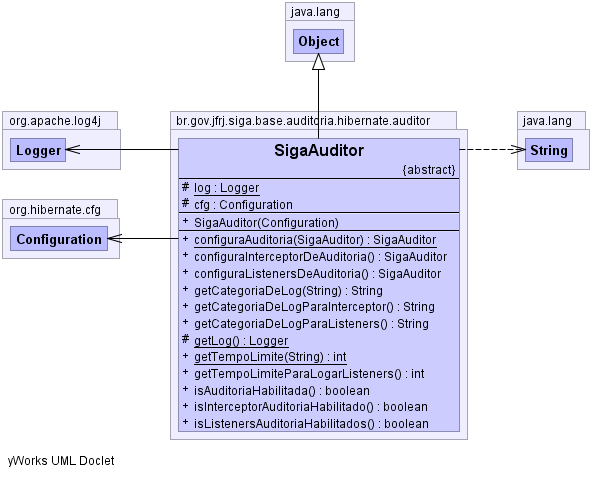 java.lang
Object
org.apache.log4j
Logger
br.gov.jfrj.siga.base.auditoria.hibernate.auditor
java.lang
String
SigaAuditor
{abstract}
# log : Logger
# cfg : Configuration
org.hibernate.cfg
Configuration
+ SigaAuditor(Configuration)
+ configuraAuditoria(SigaAuditor) : SigaAuditor
+ configuraInterceptorDeAuditoria() : SigaAuditor
+ configuraListenersDeAuditoria() : SigaAuditor
+ getCategoriaDeLog(String) : String
+ getCategoriaDeLogParaInterceptor() : String
+ getCategoriaDeLogParaListeners() : String
# getLog() : Logger
+ getTempoLimite(String) : int
+ getTempoLimiteParaLogarListeners() : int
+ isAuditoriaHabilitada() : boolean
+ isInterceptorAuditoriaHabilitado() : boolean
+ isListenersAuditoriaHabilitados() : boolean
yWorks UML Doclet